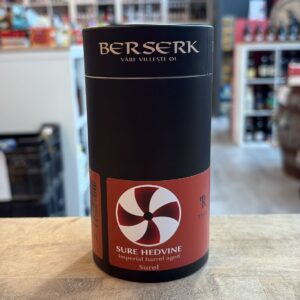 BERSERK
VÅRE VILLESTE ØL
SURE HEDVINE
Imperial barrel aged
Surøl